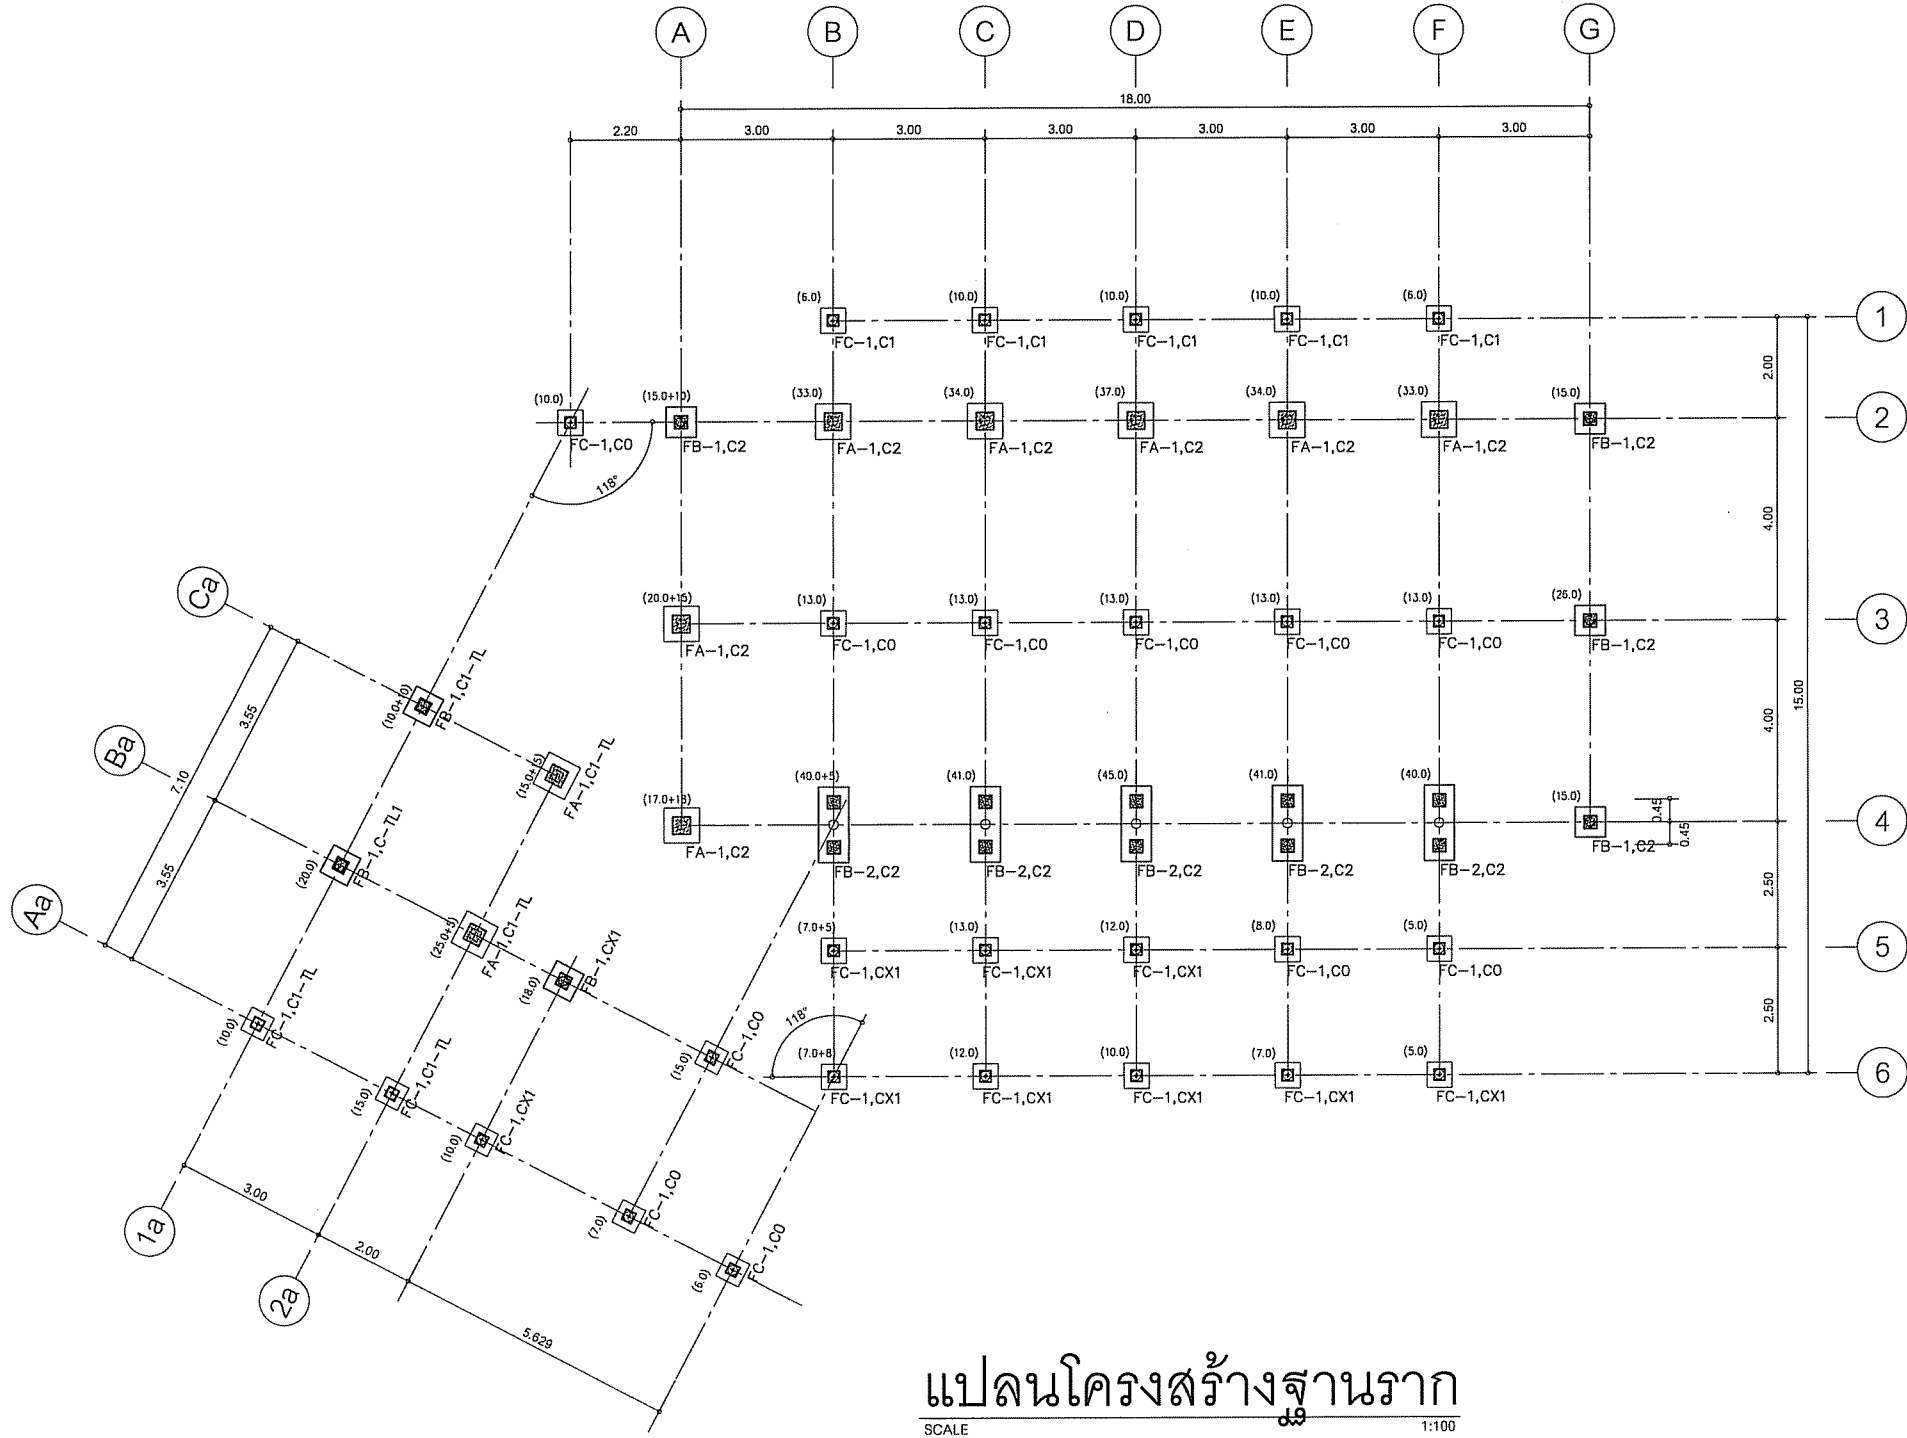 A B C D E F G
18.00
2.20 3.00 3.00 3.00 3.00 3.00 3.00
(6.0) (10.0) (10.0) (10.0) (6.0)
FC-1,C1 FC-1,C1 FC-1,C1 FC-1,C1 FC-1,C1
1
2.00
(10.0) (15.0+10) (33.0) (34.0) (37.0) (34.0) (33.0) (15.0)
FC-1,C0 FB-1,C2 FA-1,C2 FA-1,C2 FA-1,C2 FA-1,C2 FA-1,C2 FB-1,C2
2
118°
4.00
(20.0+15) (13.0) (13.0) (13.0) (13.0) (13.0) (26.0)
FA-1,C2 FC-1,C0 FC-1,C0 FC-1,C0 FC-1,C0 FC-1,C0 FB-1,C2
3
15.00
4.00
(40.0+5) (41.0) (45.0) (41.0) (40.0)
FA-1,C2 FB-2,C2 FB-2,C2 FB-2,C2 FB-2,C2 FB-2,C2 (15.0) FB-1,C2
0.45
0.45
4
2.50
(7.0+5) (13.0) (12.0) (8.0) (5.0)
FC-1,CX1 FC-1,CX1 FC-1,CX1 FC-1,C0 FC-1,C0
5
2.50
118°
(7.0+8) (12.0) (10.0) (7.0) (5.0)
FC-1,CX1 FC-1,CX1 FC-1,CX1 FC-1,CX1 FC-1,CX1
6
Ca
Ba
Aa
3.55
7.10
3.55
(10.0+10) FB-1,C1-TL
(15.0+15) FA-1,C1-TL
(20.0) FB-1,C-TL1
(25.0+5) FA-1,C1-TL
(18.0) FB-1,CX1
(15.0) FC-1,C0
(10.0) FC-1,C1-TL
(15.0) FC-1,C1-TL
(10.0) FC-1,CX1
(7.0) FC-1,C0
(6.0) FC-1,C0
3.00
2.00
5.629
1a
2a
แปลนโครงสร้างฐานราก
SCALE 1:100